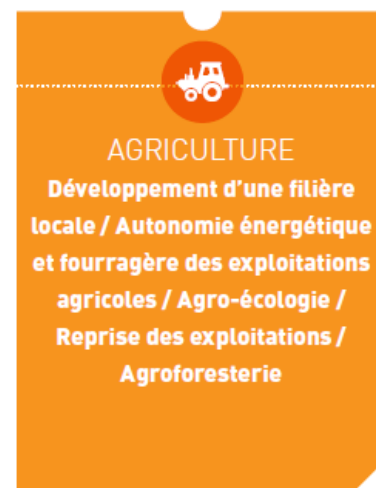 AGRICULTURE
Développement d'une filière
locale / Autonomie énergétique
et fourragère des exploitations
agricoles / Agro-écologie /
Reprise des exploitations /
Agroforesterie